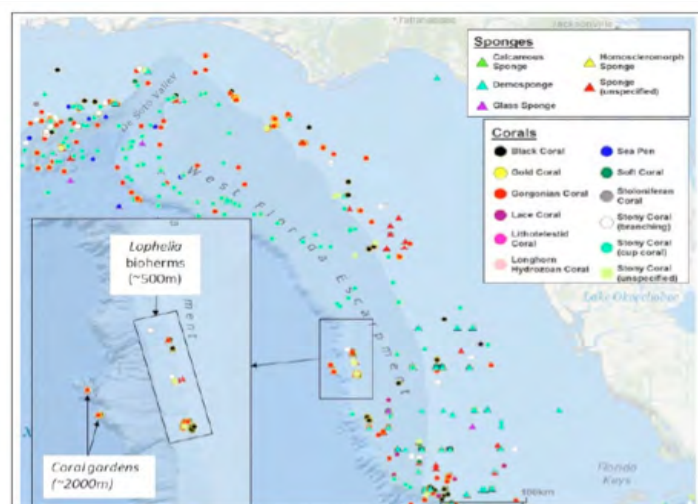 Tallahassee
Jacksonville
De Soto Valley
West Florida Escarpment
Sponges
Calcareous
Sponge
Demosponge
Glass Sponge
Homoscleromorph
Sponge
Sponge
(unspecified)
Corals
Black Coral
Gold Coral
Gorgonian Coral
Lace Coral
Lithotelestid
Coral
Longhorn
Hydrozoan Coral
Sea Pen
Soft Coral
Stoloniferan
Coral
Stony Coral
(branching)
Stony Coral
(cup coral)
Stony Coral
(unspecified)
Lake Okeechobee
Lophelia
bioherms
(~500m)
ment
Coral gardens
(~2000m)
100km
Florida
Keys